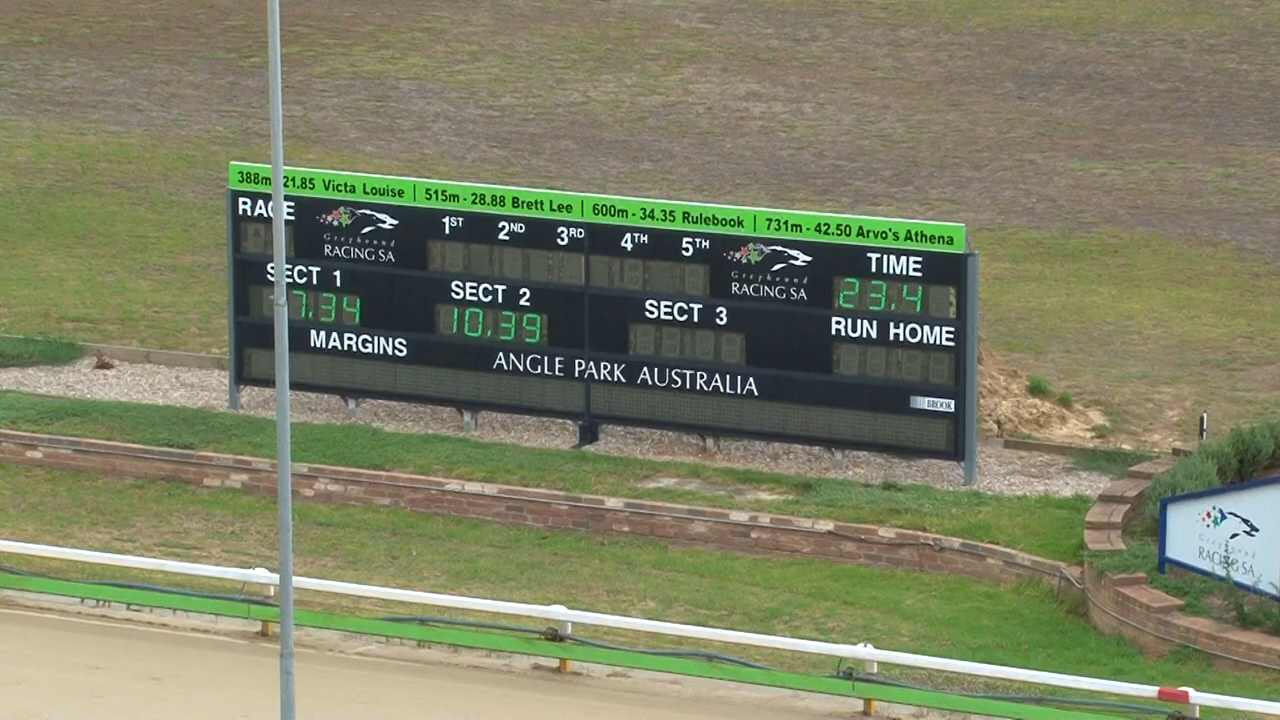 388m 21.85 Victa Louise | 515m - 28.88 Brett Lee | 600m - 34.35 Rulebook | 731m - 42.50 Arvo's Athena
RACE
Greyhound
RACING SA
1ST 2ND 3RD 4TH 5TH
Greyhound
RACING SA
TIME
23.4
SECT 1
7.34
SECT 2
10.39
SECT 3
RUN HOME
MARGINS
ANGLE PARK AUSTRALIA
BROOK
Greyhound
RACING SA